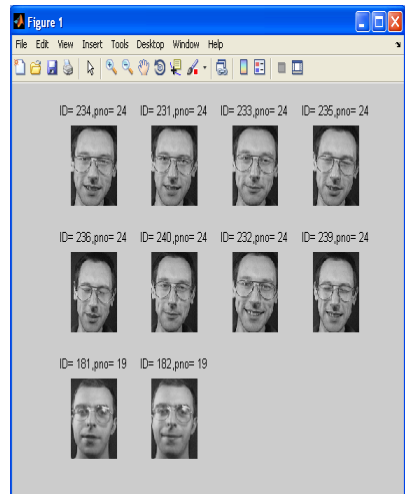 Figure 1
File Edit View Insert Tools Desktop Window Help
ID= 234,pno= 24 ID= 231,pno= 24 ID= 233,pno= 24 ID= 235,pno= 24
ID= 236,pno= 24 ID= 240,pno= 24 ID= 232,pno= 24 ID= 239,pno= 24
ID= 181,pno= 19 ID= 182,pno= 19